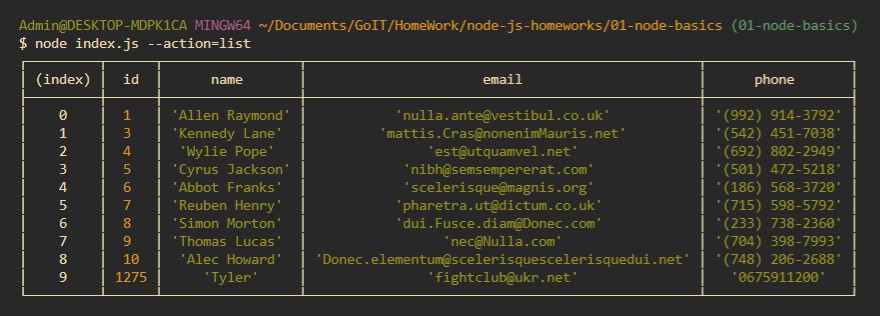 Admin@DESKTOP-MDPK1CA MINGW64 ~/Documents/GoIT/HomeWork/node-js-homeworks/01-node-basics (01-node-basics)
$ node index.js --action=list
(index) id name email phone
0 1 'Allen Raymond' 'nulla.ante@vestibul.co.uk' '(992) 914-3792'
1 3 'Kennedy Lane' 'mattis.Cras@nonenimMauris.net' '(542) 451-7038'
2 4 'Wylie Pope' 'est@utquamvel.net' '(692) 802-2949'
3 5 'Cyrus Jackson' 'nibh@semsempererat.com' '(501) 472-5218'
4 6 'Abbot Franks' 'scelerisque@magnis.org' '(186) 568-3720'
5 7 'Reuben Henry' 'pharetra.ut@dictum.co.uk' '(715) 598-5792'
6 8 'Simon Morton' 'dui.Fusce.diam@Donec.com' '(233) 738-2360'
7 9 'Thomas Lucas' 'nec@Nulla.com' '(704) 398-7993'
8 10 'Alec Howard' 'Donec.elementum@scelerisquescelerisquedui.net' '(748) 206-2688'
9 1275 'Tyler' 'fightclub@ukr.net' '0675911200'